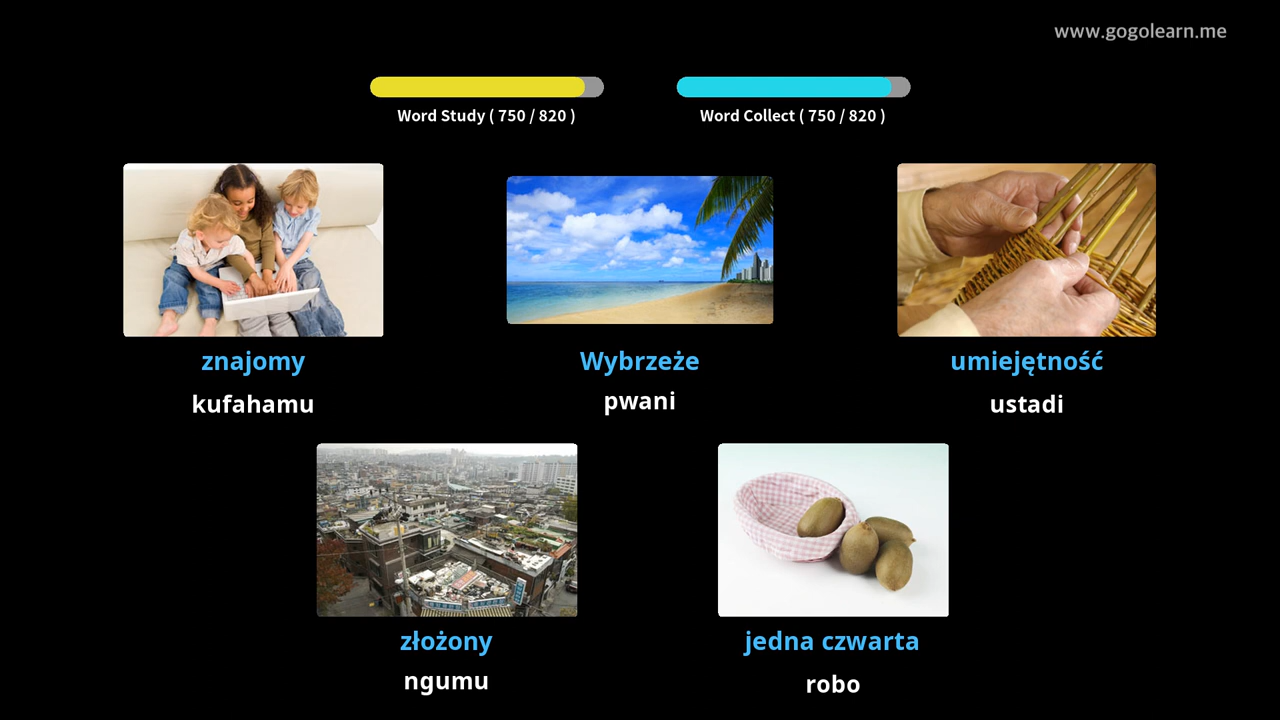 www.gogolearn.me
Word Study ( 750 / 820 )
Word Collect ( 750 / 820 )
znajomy
kufahamu
Wybrzeże
pwani
umiejętność
ustadi
złożony
ngumu
jedna czwarta
robo